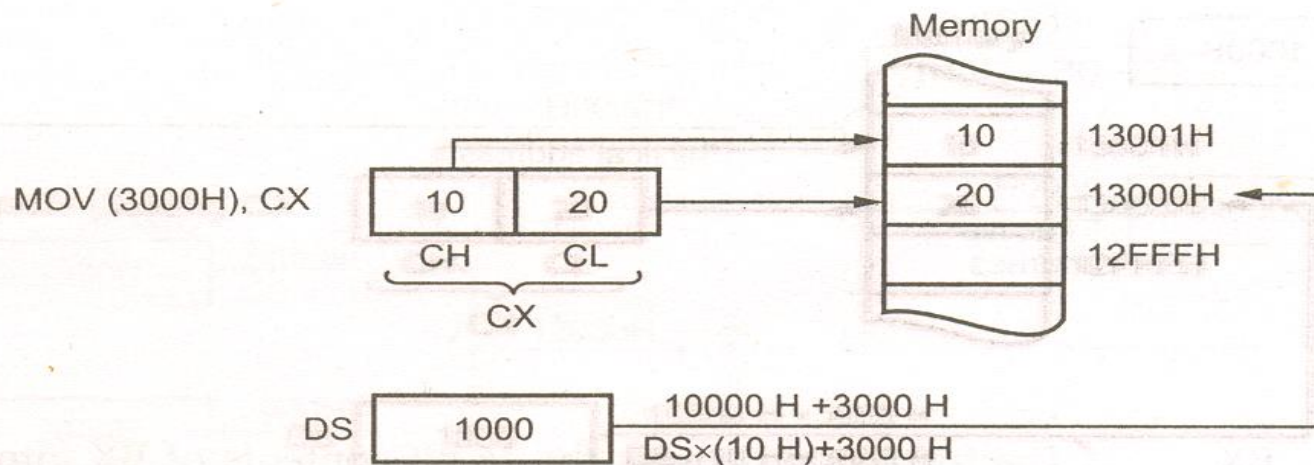 Memory
10 13001H
MOV (3000H), CX 10 20 20 13000H
CH CL 12FFFH
CX
10000 H +3000 H
DS 1000
DS×(10 H)+3000 H